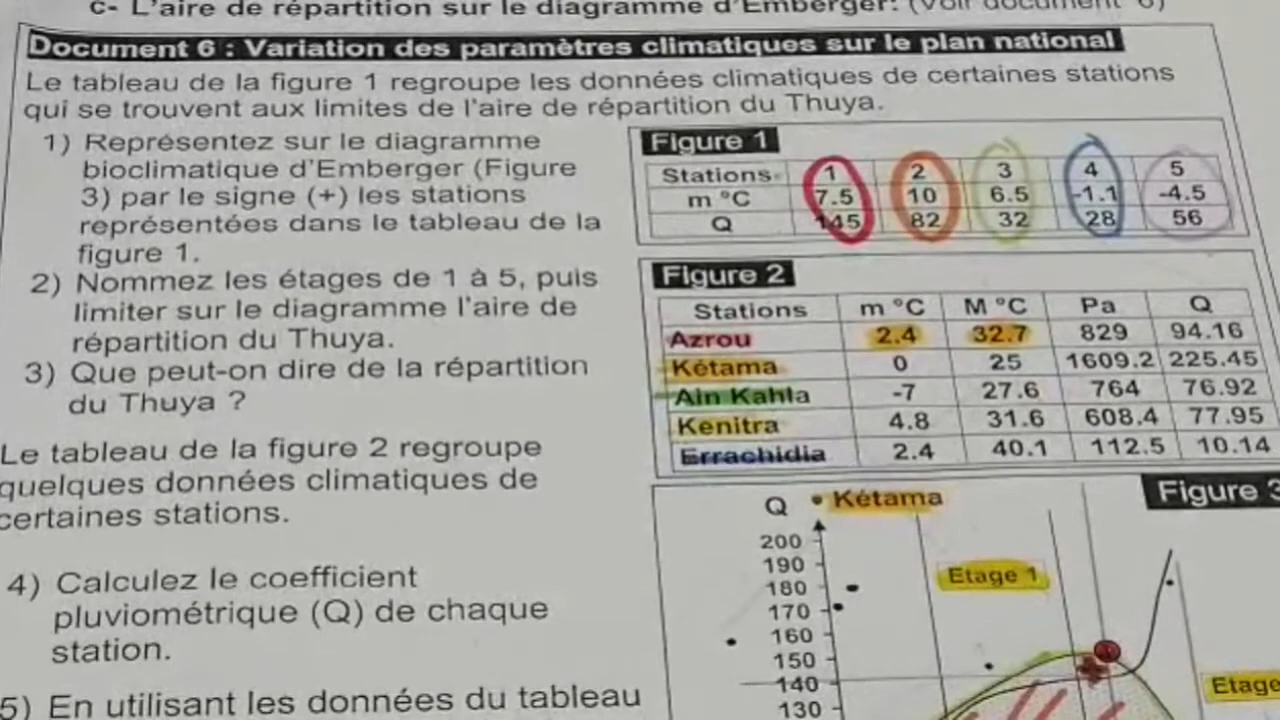 c- L'aire de répartition sur le diagramme d'Emberger: (voir document 6)
Document 6 : Variation des paramètres climatiques sur le plan national
Le tableau de la figure 1 regroupe les données climatiques de certaines stations
qui se trouvent aux limites de l'aire de répartition du Thuya.
1) Représentez sur le diagramme
bioclimatique d'Emberger (Figure
3) par le signe (+) les stations
représentées dans le tableau de la
figure 1.
2) Nommez les étages de 1 à 5, puis
limiter sur le diagramme l'aire de
répartition du Thuya.
3) Que peut-on dire de la répartition
du Thuya ?
Le tableau de la figure 2 regroupe
quelques données climatiques de
certaines stations.
4) Calculez le coefficient
pluviométrique (Q) de chaque
station.
5) En utilisant les données du tableau
Figure 1
Stations 1 2 3 4 5
m °C 7.5 10 6.5 -1.1 -4.5
Q 145 82 32 28 56
Figure 2
Stations m °C M °C Pa Q
Azrou 2.4 32.7 829 94.16
Kétama 0 25 1609.2 225.45
Ain Kahla -7 27.6 764 76.92
Kenitra 4.8 31.6 608.4 77.95
Errachidia 2.4 40.1 112.5 10.14
Figure 3
Q • Kétama
200
190
180
170
160
150
140
130
Etage 1
Etage